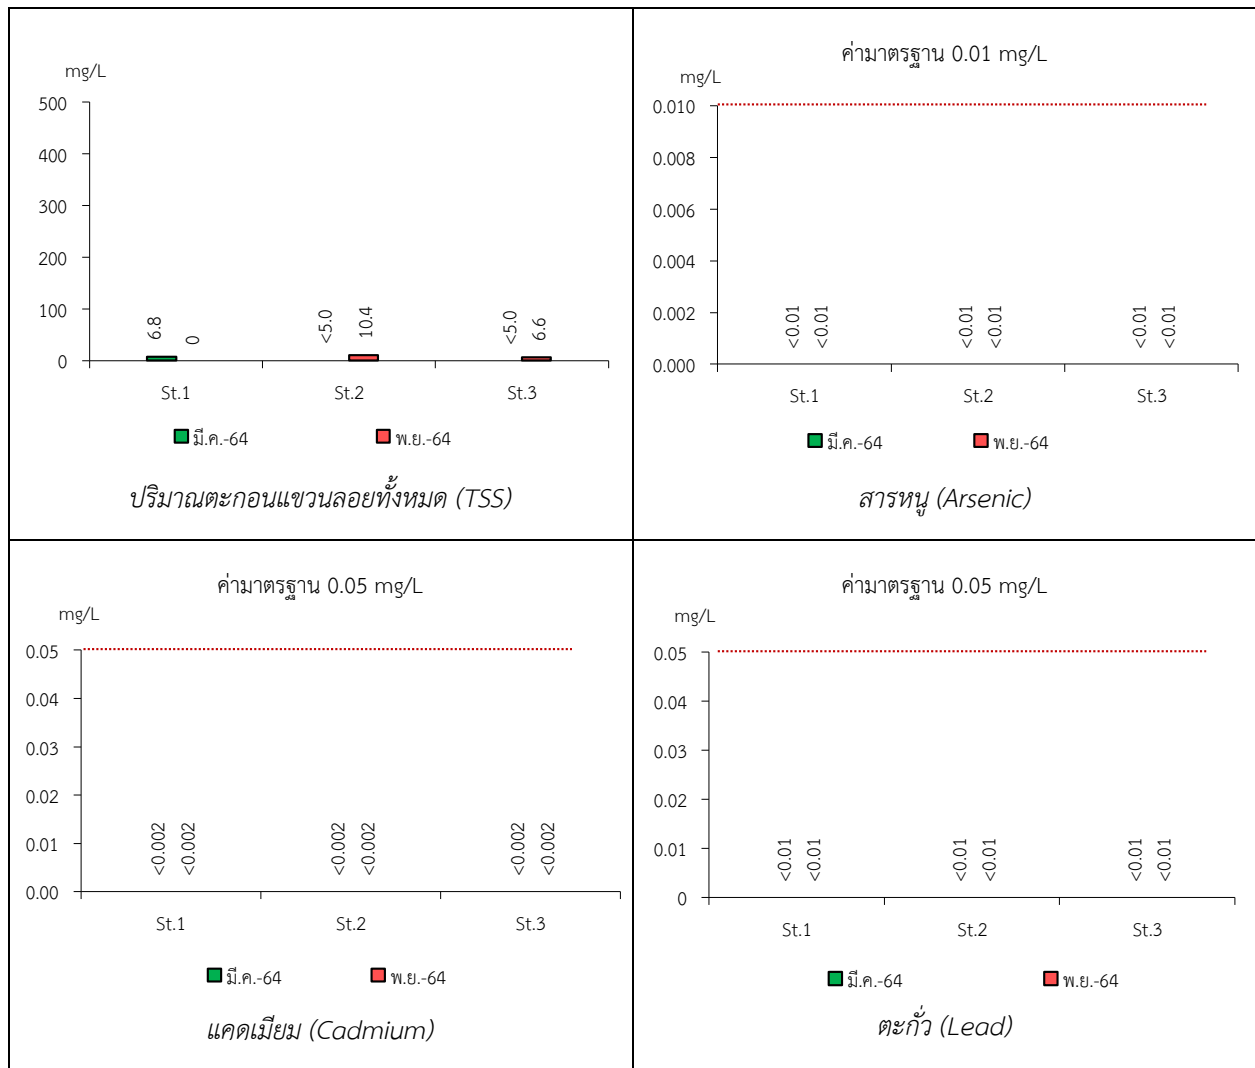 mg/L
500
400
300
200
100
0
6.8
0
<5.0
10.4
<5.0
6.6
St.1 St.2 St.3
มี.ค.-64 พ.ย.-64
ปริมาณตะกอนแขวนลอยทั้งหมด (TSS)
ค่ามาตรฐาน 0.01 mg/L
mg/L
0.010
0.008
0.006
0.004
0.002
0.000
<0.01
<0.01
<0.01
<0.01
<0.01
<0.01
St.1 St.2 St.3
มี.ค.-64 พ.ย.-64
สารหนู (Arsenic)
ค่ามาตรฐาน 0.05 mg/L
mg/L
0.05
0.04
0.03
0.02
0.01
0.00
<0.002
<0.002
<0.002
<0.002
<0.002
<0.002
St.1 St.2 St.3
มี.ค.-64 พ.ย.-64
แคดเมียม (Cadmium)
ค่ามาตรฐาน 0.05 mg/L
mg/L
0.05
0.04
0.03
0.02
0.01
0
<0.01
<0.01
<0.01
<0.01
<0.01
<0.01
St.1 St.2 St.3
มี.ค.-64 พ.ย.-64
ตะกั่ว (Lead)